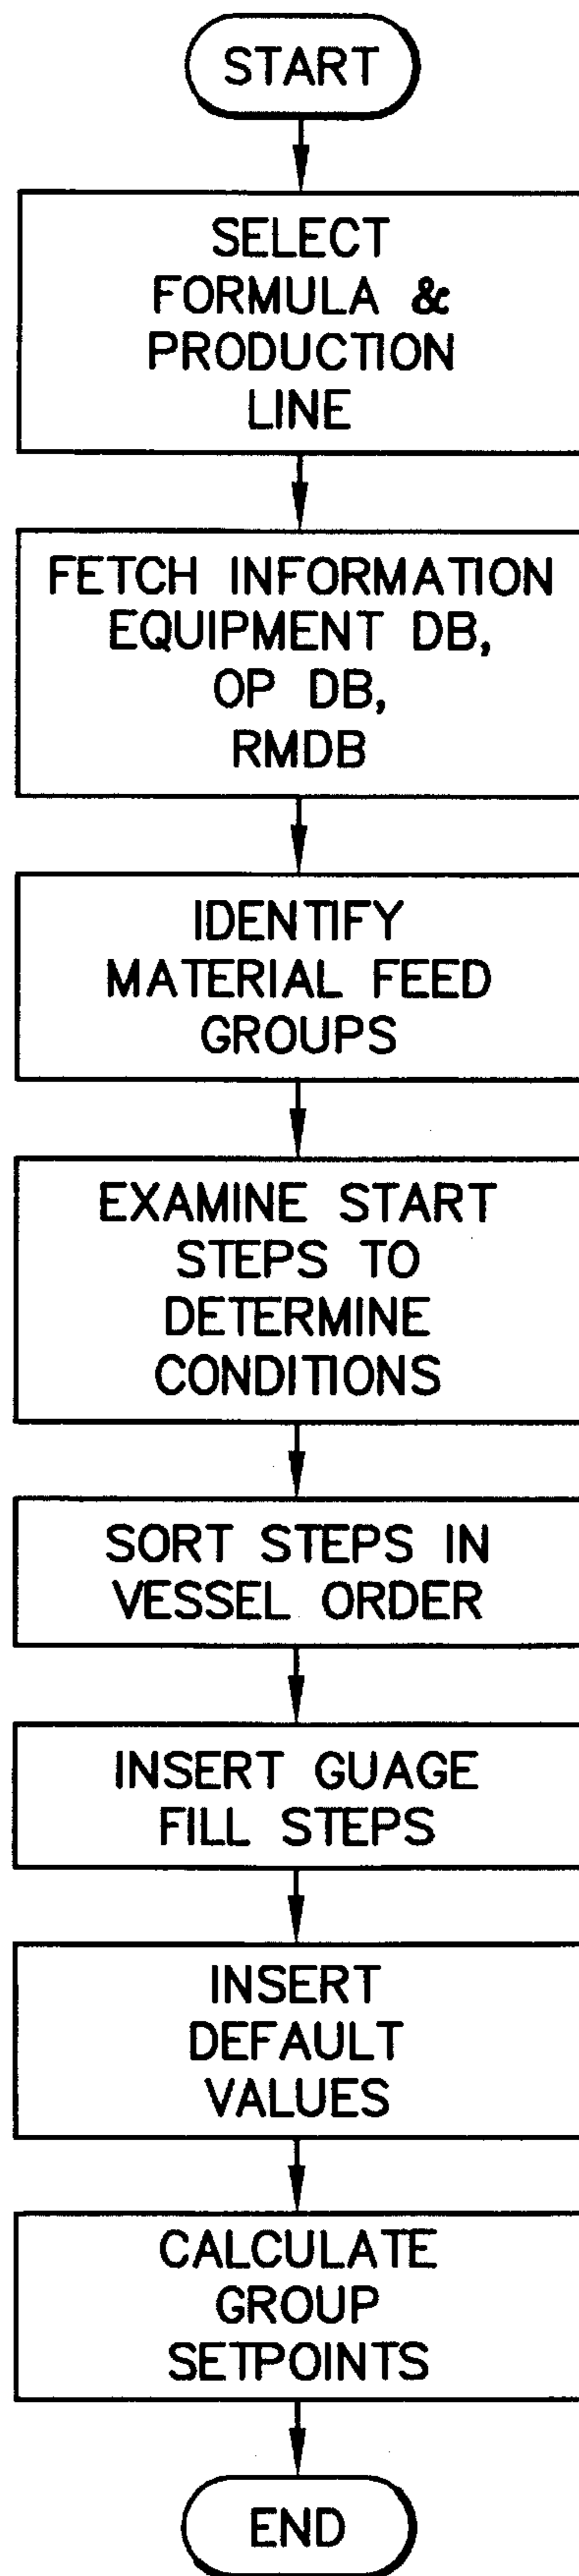 START
SELECT
FORMULA &
PRODUCTION
LINE
FETCH INFORMATION
EQUIPMENT DB,
OP DB,
RMDB
IDENTIFY
MATERIAL FEED
GROUPS
EXAMINE START
STEPS TO
DETERMINE
CONDITIONS
SORT STEPS IN
VESSEL ORDER
INSERT GUAGE
FILL STEPS
INSERT
DEFAULT
VALUES
CALCULATE
GROUP
SETPOINTS
END